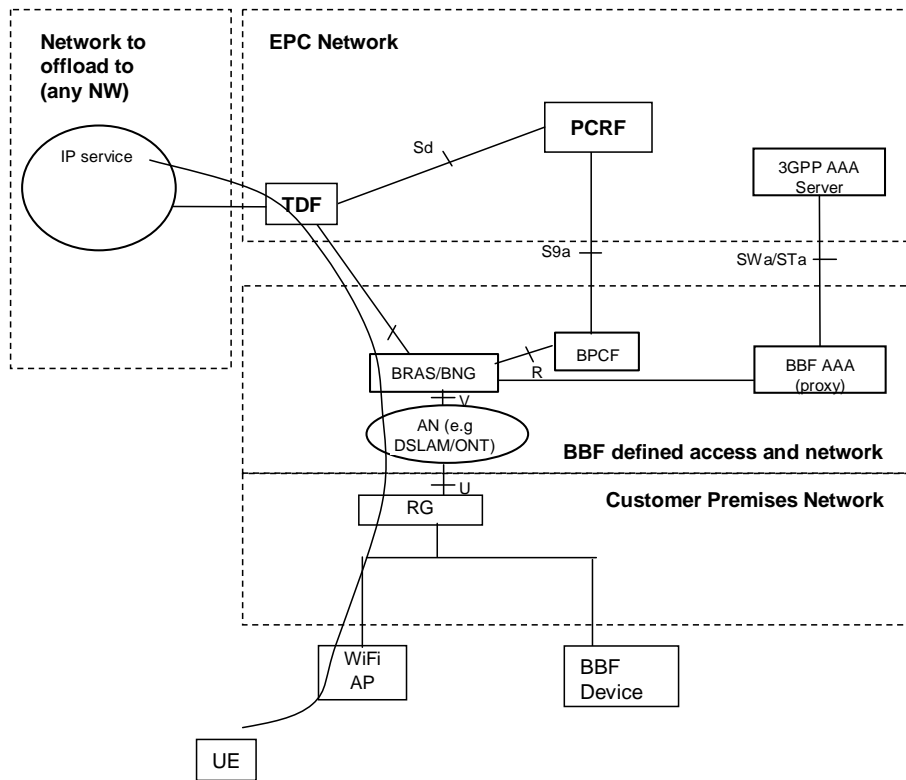 Network to
offload to
(any NW)
EPC Network
IP service
Sd
PCRF
3GPP AAA
Server
TDF
S9a
SWa/STa
BPCF
R
BRAS/BNG
BBF AAA
(proxy)
V
AN (e.g
DSLAM/ONT)
BBF defined access and network
U
RG
Customer Premises Network
WiFi
AP
BBF
Device
UE